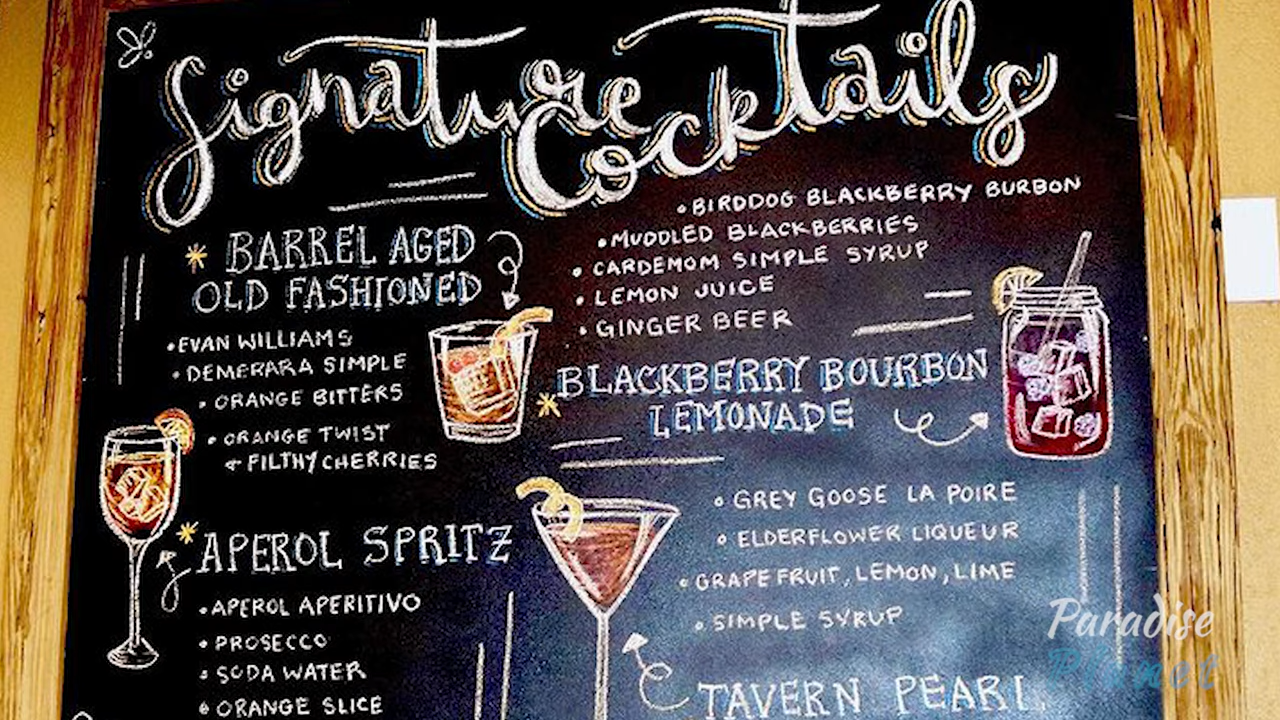 Signature
Cocktails
BARREL AGED
OLD FASHIONED
• EVAN WILLIAMS
• DEMERARA SIMPLE
• ORANGE BITTERS
• ORANGE TWIST
+ FILTHY CHERRIES
APEROL SPRITZ
• APEROL APERITIVO
• PROSECCO
• SODA WATER
• ORANGE SLICE
• BIRDDOG BLACKBERRY BURBON
• MUDDLED BLACKBERRIES
• CARDEMOM SIMPLE SYRUP
• LEMON JUICE
• GINGER BEER
BLACKBERRY BOURBON
LEMONADE
• GREY GOOSE LA POIRE
• ELDERFLOWER LIQUEUR
• GRAPEFRUIT, LEMON, LIME
• SIMPLE SYRUP
TAVERN PEARL
Paradise
Planet